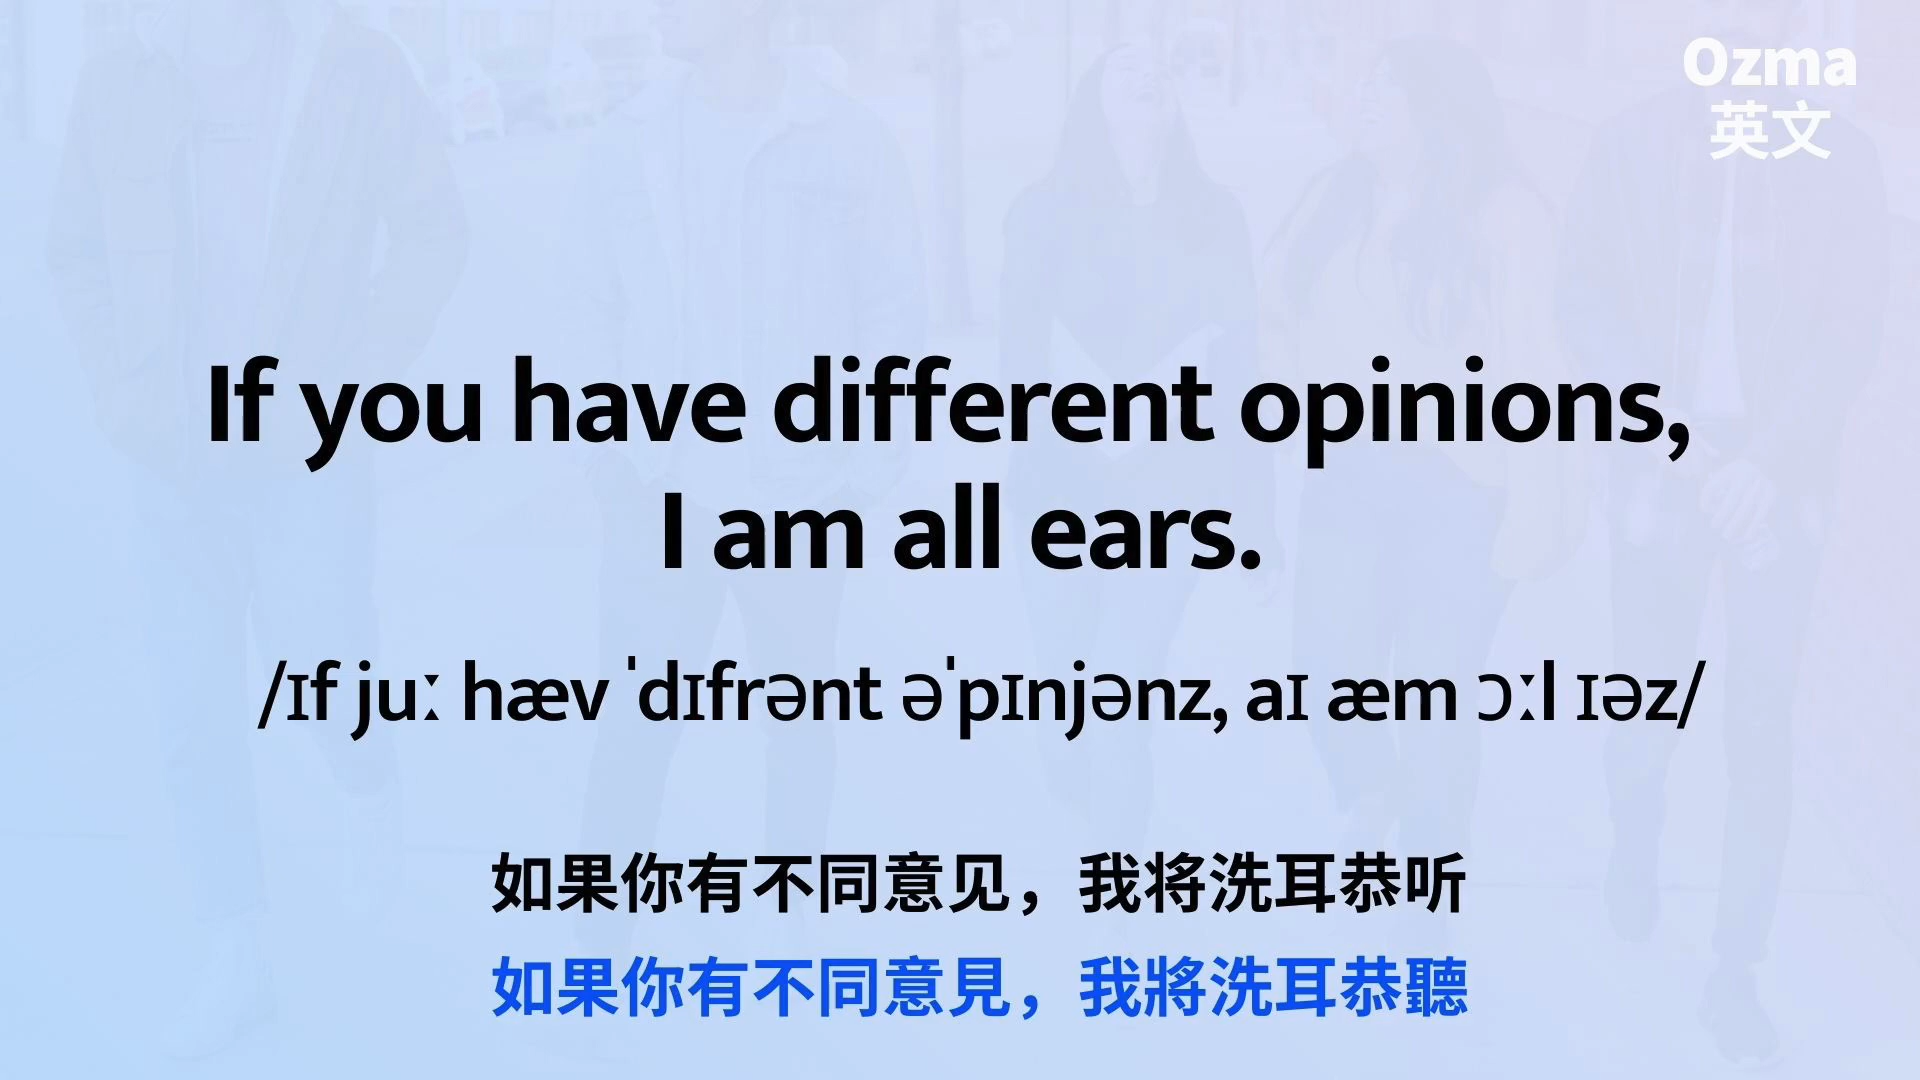 Ozma
英文
If you have different opinions,
I am all ears.
/ɪf juː hæv ˈdɪfrənt əˈpɪnjənz, aɪ æm ɔːl ɪəz/
如果你有不同意见，我将洗耳恭听
如果你有不同意見，我將洗耳恭聽